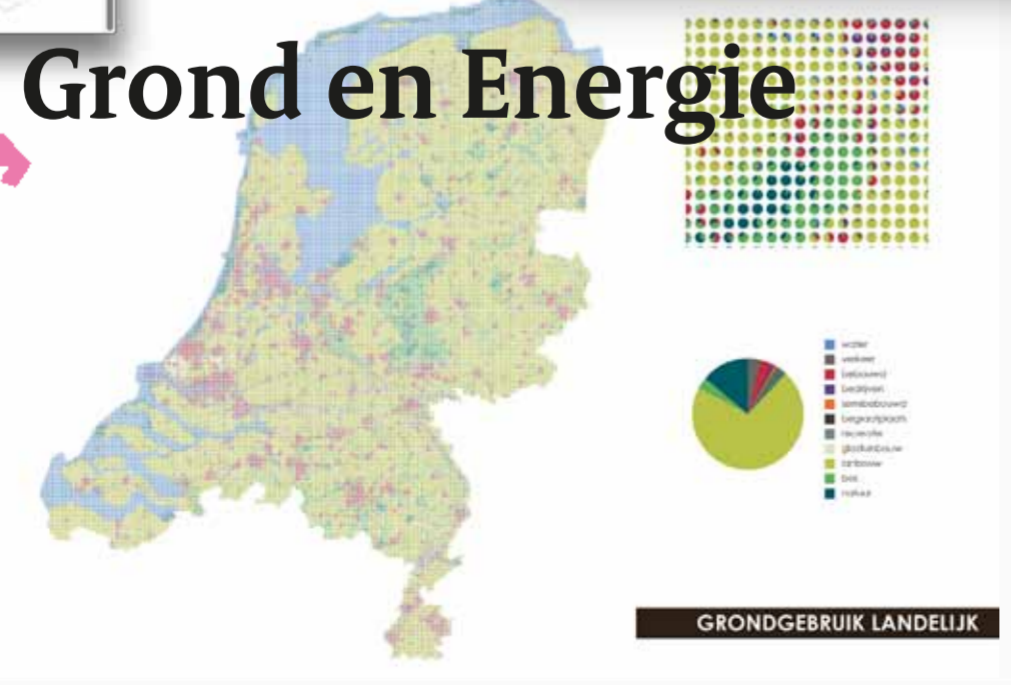 Grond en Energie
water
verkeer
bebouwd
bedrijven
semibebouwd
begraafplaats
recreatie
glastuinbouw
landbouw
bos
natuur
GRONDGEBRUIK LANDELIJK